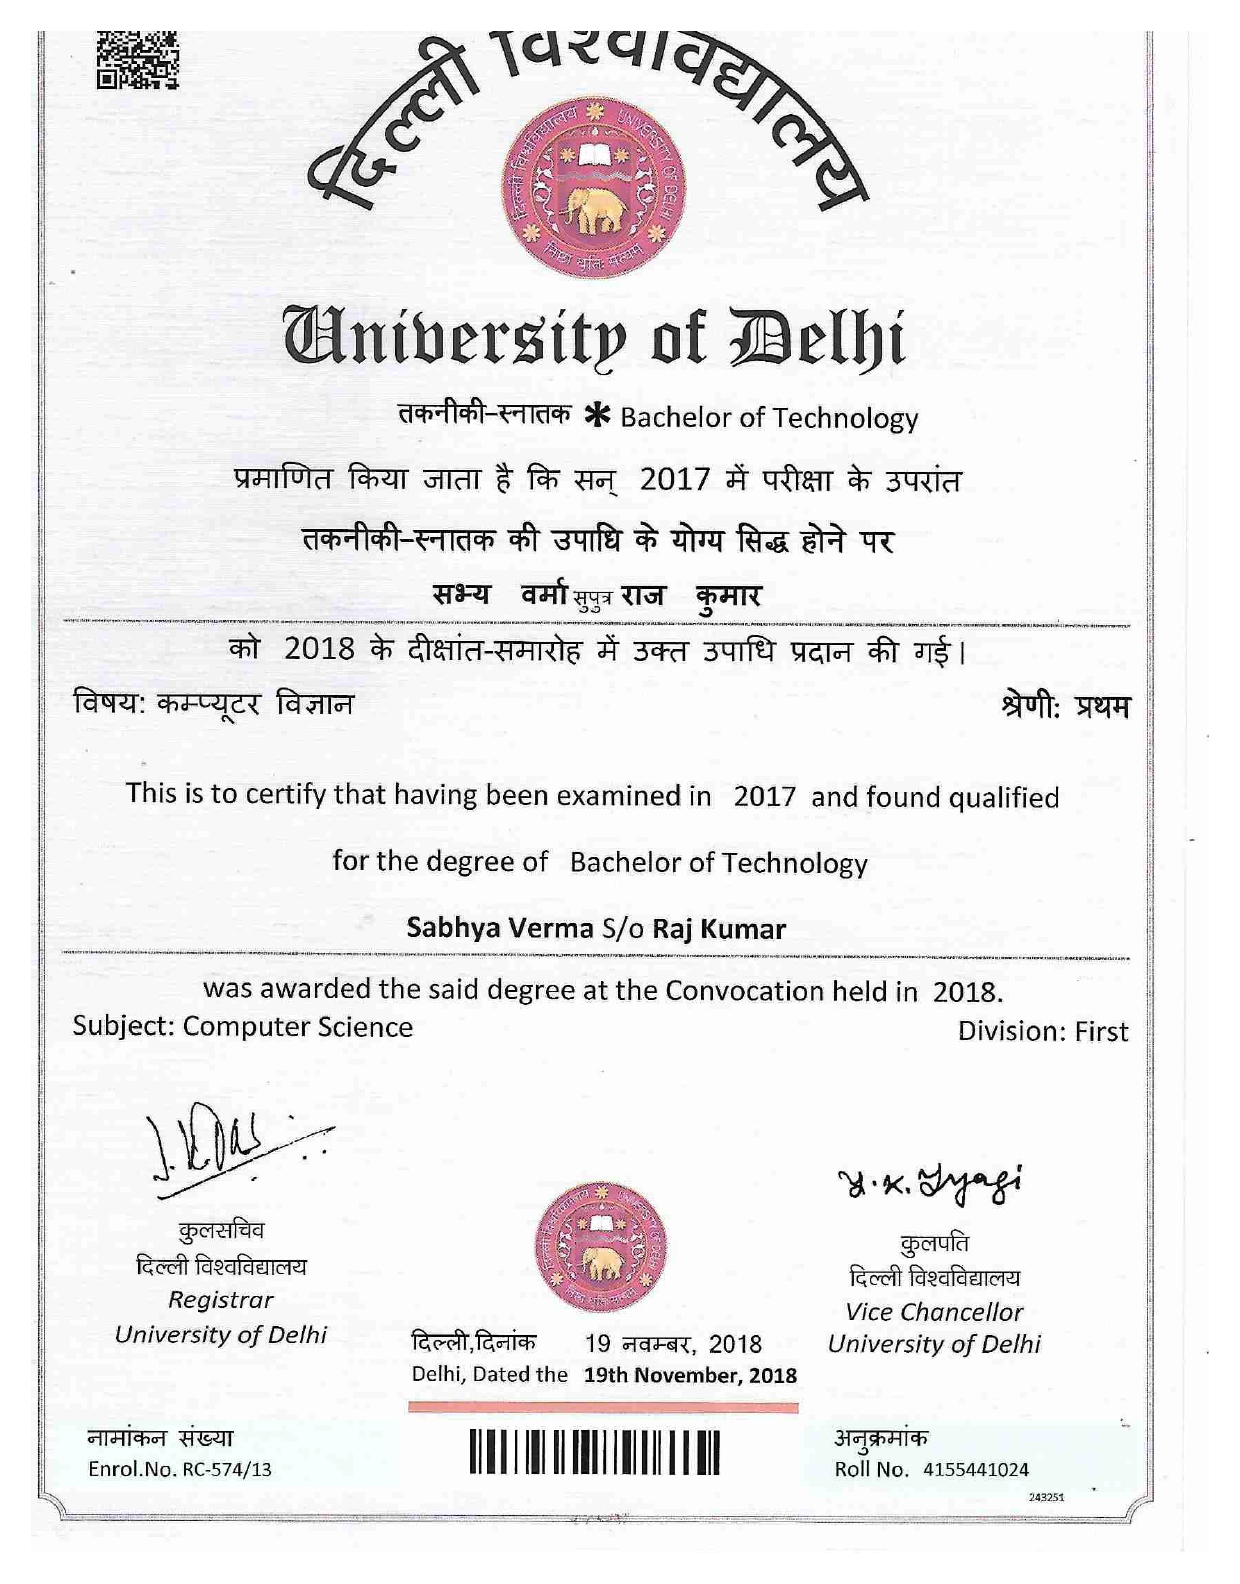 दिल्ली विश्वविद्यालय
दिल्ली विश्वविद्यालय UNIVERSITY OF DELHI
University of Delhi
तकनीकी-स्नातक * Bachelor of Technology
प्रमाणित किया जाता है कि सन् 2017 में परीक्षा के उपरांत
तकनीकी-स्नातक की उपाधि के योग्य सिद्ध होने पर
सभ्य वर्मा सुपुत्र राज कुमार
को 2018 के दीक्षांत-समारोह में उक्त उपाधि प्रदान की गई।
विषय: कम्प्यूटर विज्ञान श्रेणी: प्रथम
This is to certify that having been examined in 2017 and found qualified
for the degree of Bachelor of Technology
Sabhya Verma S/o Raj Kumar
was awarded the said degree at the Convocation held in 2018.
Subject: Computer Science Division: First
Y.K. Tyagi
कुलसचिव
दिल्ली विश्वविद्यालय
Registrar
University of Delhi
कुलपति
दिल्ली विश्वविद्यालय
Vice Chancellor
University of Delhi
दिल्ली,दिनांक 19 नवम्बर, 2018
Delhi, Dated the 19th November, 2018
नामांकन संख्या
Enrol.No. RC-574/13
अनुक्रमांक
Roll No. 4155441024
243251